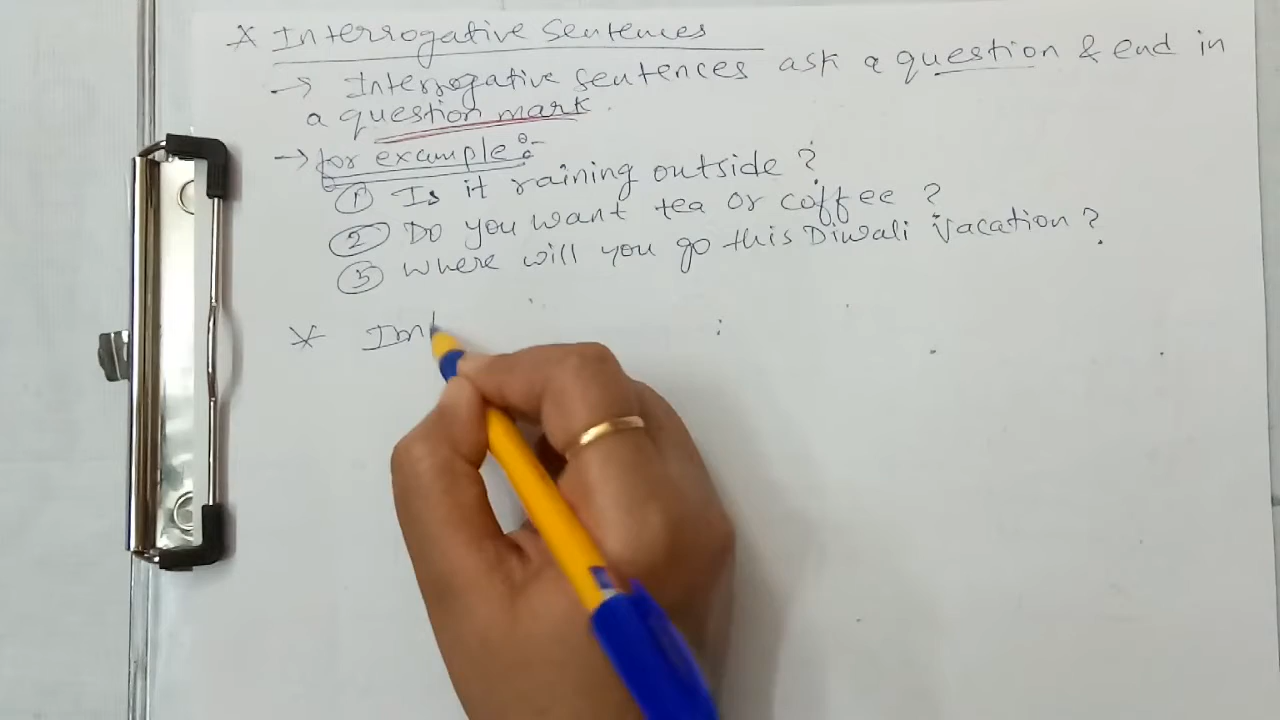 * Interrogative Sentences
→ Interrogative sentences ask a question & end in
a question mark.
→ for example:-
① Is it raining outside ?
② Do you want tea or coffee ?
③ Where will you go this Diwali Vacation ?
*